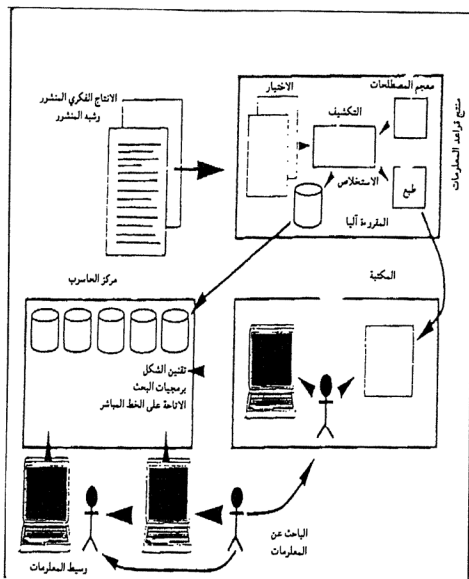 الانتاج الفكري المنشور
وشبه المنشور
الاختيار
معجم المصطلحات
التكشيف
منتج قواعد المعلومات
الاستخلاص
طبع
المقروءة آليا
مركز الحاسوب
المكتبة
تقنين الشكل
برمجيات البحث
الاتاحة على الخط المباشر
الباحث عن
المعلومات
وسيط المعلومات